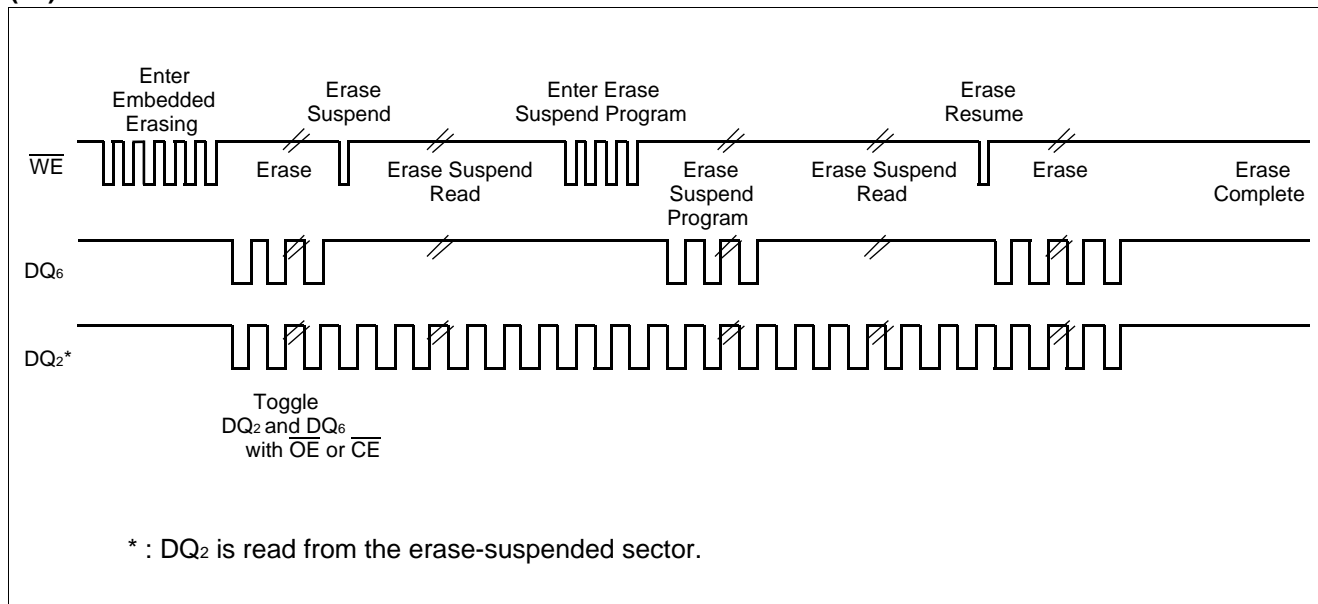 Enter
Embedded
Erasing
Erase
Suspend
Enter Erase
Suspend Program
Erase
Resume
WE
Erase
Erase Suspend
Read
Erase
Suspend
Program
Erase Suspend
Read
Erase
Erase
Complete
DQ6
DQ2*
Toggle
DQ2 and DQ6
with OE or CE
* : DQ2 is read from the erase-suspended sector.